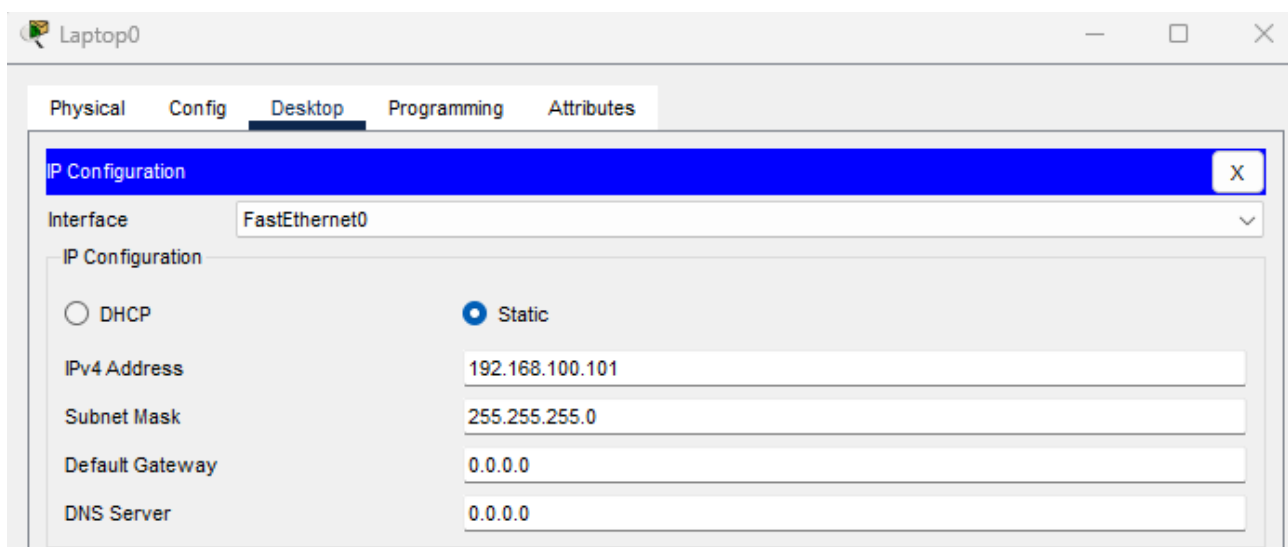 Laptop0
Physical Config Desktop Programming Attributes
IP Configuration X
Interface FastEthernet0
IP Configuration
DHCP Static
IPv4 Address 192.168.100.101
Subnet Mask 255.255.255.0
Default Gateway 0.0.0.0
DNS Server 0.0.0.0